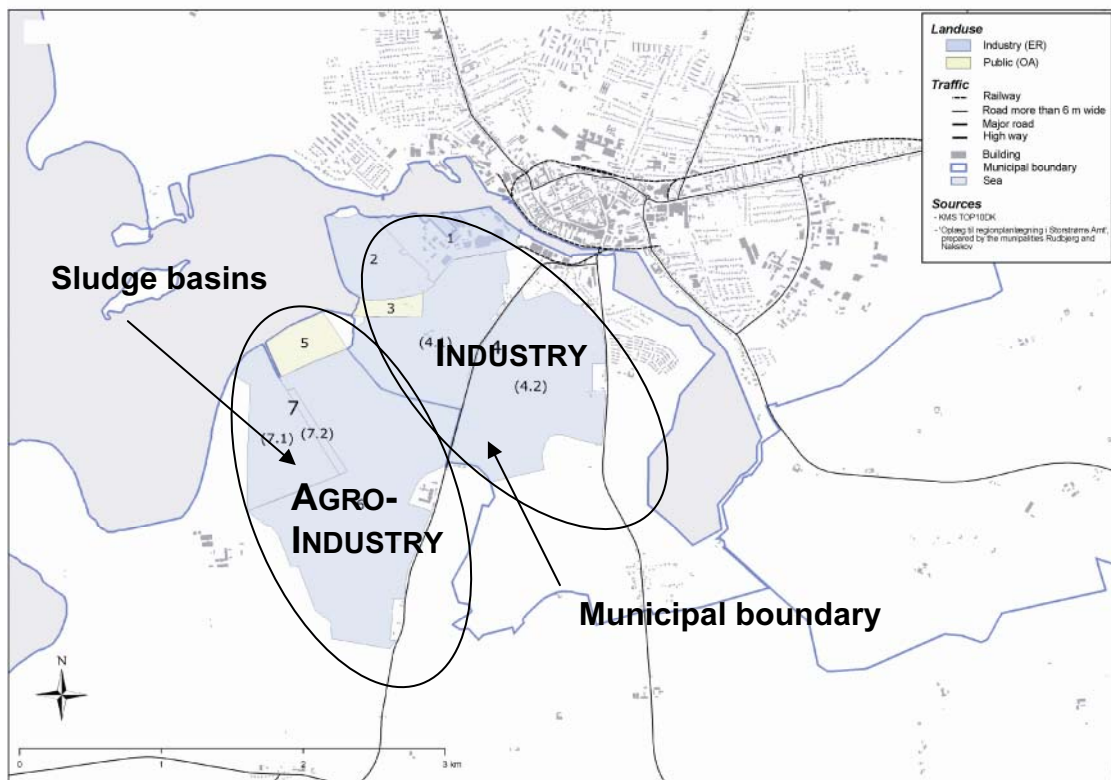 Landuse
Industry (ER)
Public (OA)
Traffic
Railway
Road more than 6 m wide
Major road
High way
Building
Municipal boundary
Sea
Sources
- KMS TOP10DK
- 'Oplæg til regionplanlægning i Storstrøms Amt',
prepared by the municipalities Rudbjerg and
Nakskov
1
2
Sludge basins
3
5
(4.1)
4
INDUSTRY
(4.2)
7
(7.1)
(7.2)
AGRO-
INDUSTRY
Municipal boundary
N
0 1 2 3 km